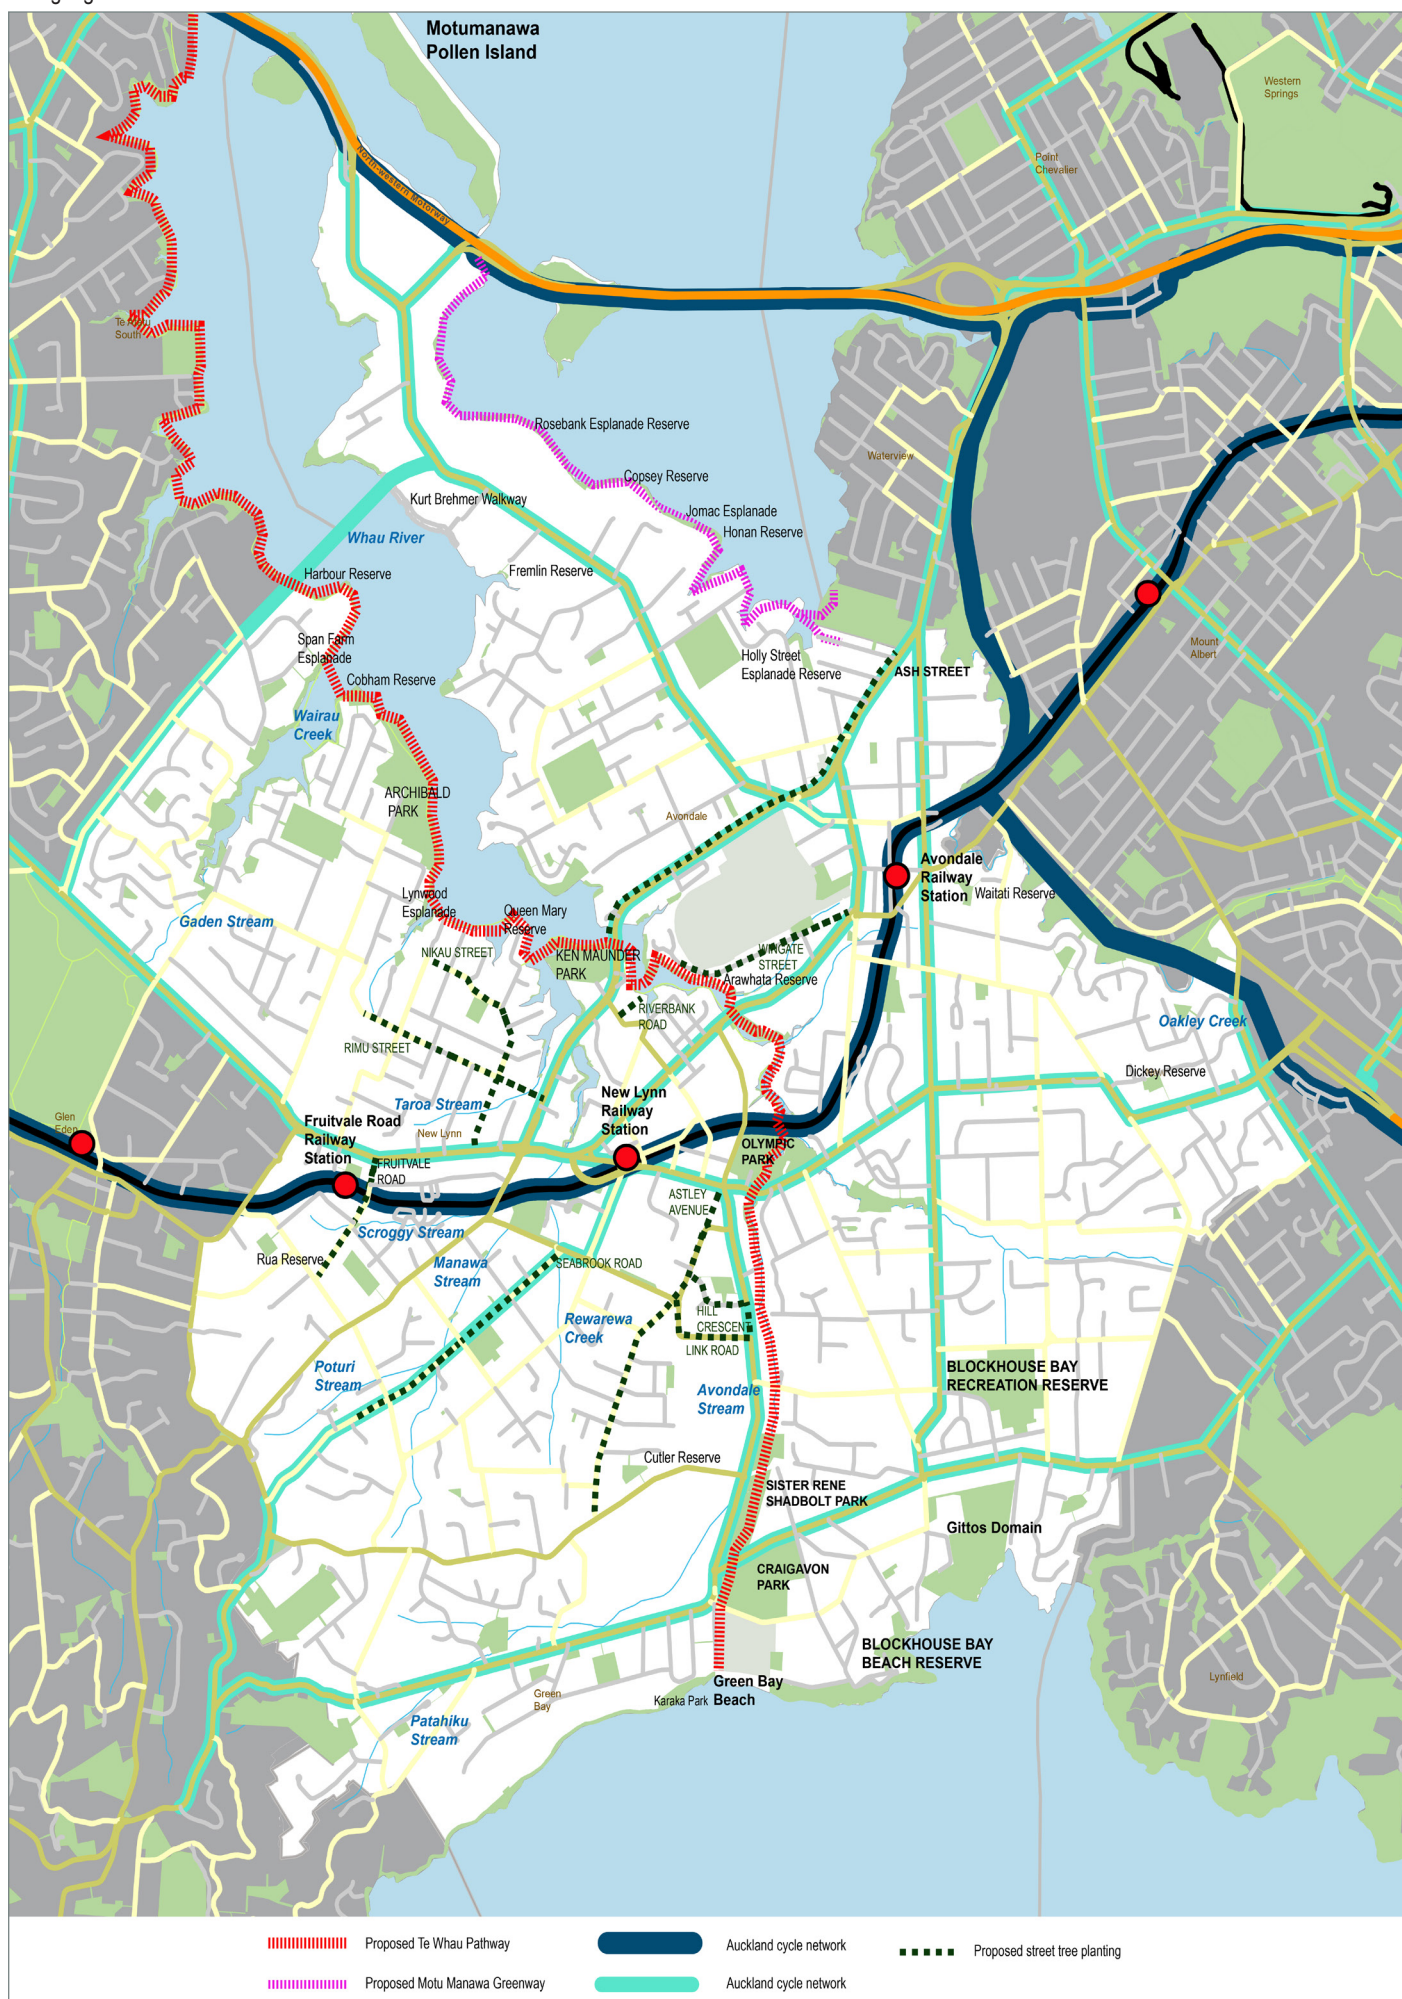 Motumanawa
Pollen Island
Western
Springs
Point
Chevalier
North-western Motorway
Te Atatu
South
Rosebank Esplanade Reserve
Waterview
Copsey Reserve
Kurt Brehmer Walkway
Jomac Esplanade
Honan Reserve
Whau River
Harbour Reserve
Fremlin Reserve
Span Farm
Esplanade
Mount
Albert
Holly Street
Esplanade Reserve
ASH STREET
Cobham Reserve
Wairau
Creek
ARCHIBALD
PARK
Avondale
Avondale
Railway
Station
Waitati Reserve
Lynwood
Esplanade
Queen Mary
Reserve
Gaden Stream
NIKAU STREET
KEN MAUNDER
PARK
WINGATE
STREET
Arawhata Reserve
RIVERBANK
ROAD
Oakley Creek
RIMU STREET
Dickey Reserve
Taroa Stream
New Lynn
Railway
Station
Glen
Eden
Fruitvale Road
Railway
Station
New Lynn
OLYMPIC
PARK
FRUITVALE
ROAD
ASTLEY
AVENUE
Scroggy Stream
Rua Reserve
Manawa
Stream
SEABROOK ROAD
Rewarewa
Creek
HILL
CRESCENT
LINK ROAD
Poturi
Stream
BLOCKHOUSE BAY
RECREATION RESERVE
Avondale
Stream
Cutler Reserve
SISTER RENE
SHADBOLT PARK
Gittos Domain
CRAIGAVON
PARK
BLOCKHOUSE BAY
BEACH RESERVE
Lynfield
Green Bay
Beach
Karaka Park
Green
Bay
Patahiku
Stream
Proposed Te Whau Pathway
Auckland cycle network
Proposed street tree planting
Proposed Motu Manawa Greenway
Auckland cycle network